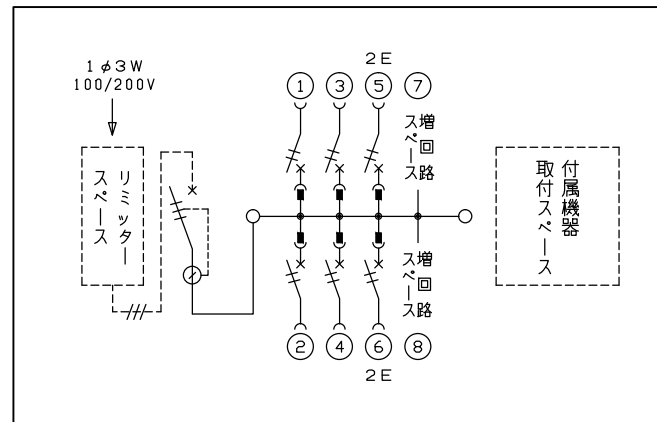 1φ3W
100/200V
リミッター
スペース
2E
1
3
5
7
増回路
スペース
増回路
スペース
2
4
6
8
2E
付属機器
取付スペース